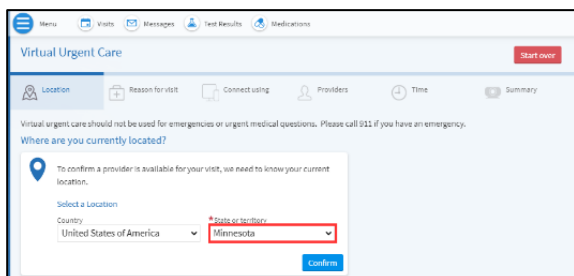 Menu Visits Messages Test Results Medications
Virtual Urgent Care
Start over
Location Reason for visit Connect using Providers Time Summary
Virtual urgent care should not be used for emergencies or urgent medical questions. Please call 911 if you have an emergency.
Where are you currently located?
To confirm a provider is available for your visit, we need to know your current
location.
Select a Location
Country *State or territory
United States of America Minnesota
Confirm